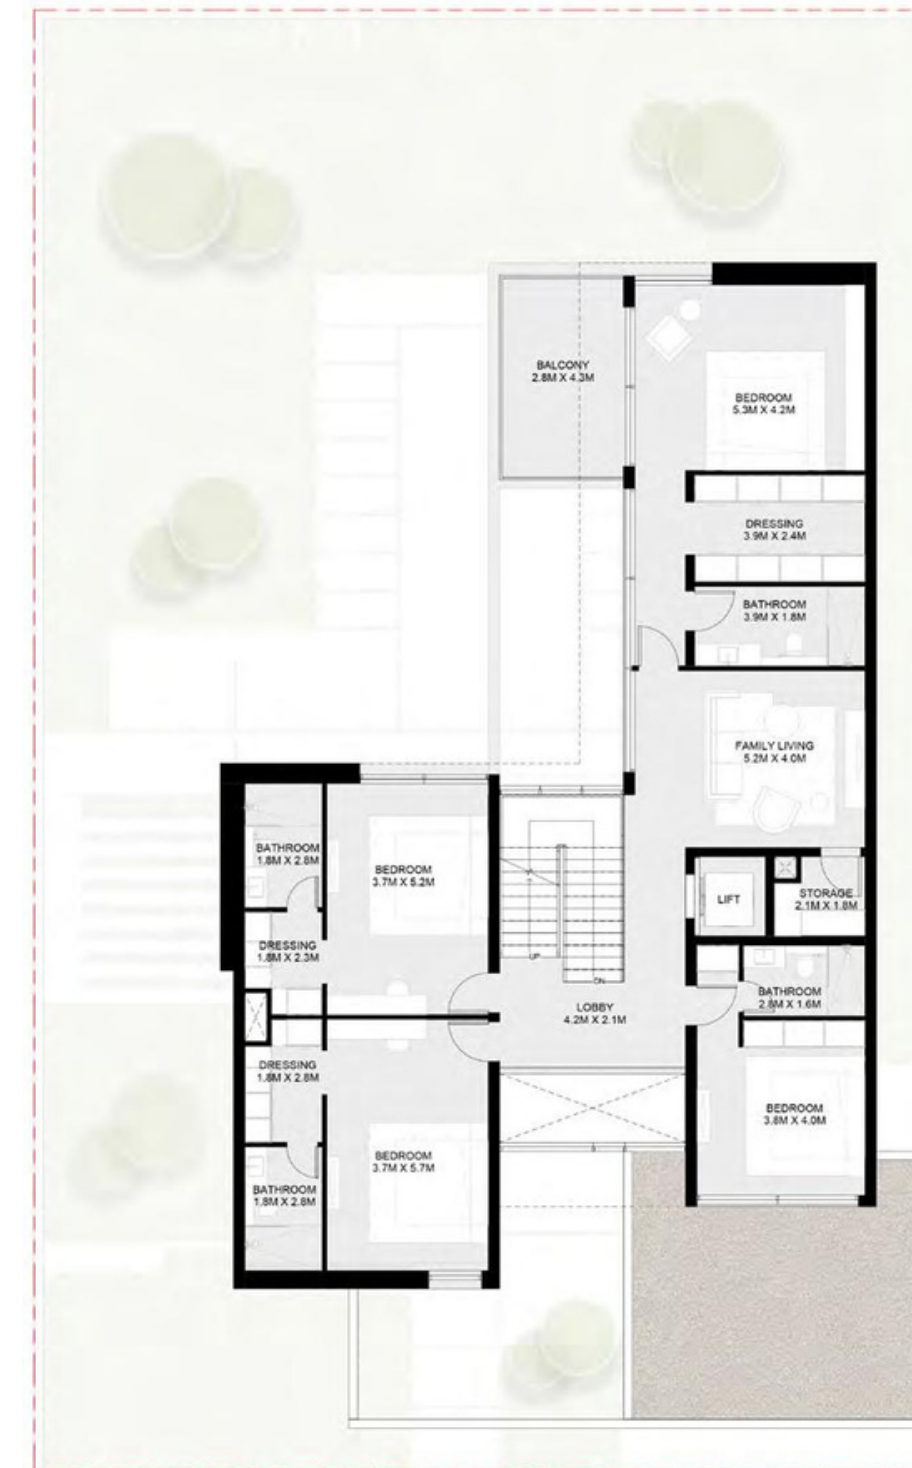 BALCONY
2.8M X 4.3M
BEDROOM
5.3M X 4.2M
DRESSING
3.9M X 2.4M
BATHROOM
3.9M X 1.8M
FAMILY LIVING
5.2M X 4.0M
BATHROOM
1.8M X 2.8M
BEDROOM
3.7M X 5.2M
LIFT
STORAGE
2.1M X 1.8M
DRESSING
1.8M X 2.3M
UP
DN
BATHROOM
2.8M X 1.6M
LOBBY
4.2M X 2.1M
DRESSING
1.8M X 2.8M
BEDROOM
3.8M X 4.0M
BEDROOM
3.7M X 5.7M
BATHROOM
1.8M X 2.8M